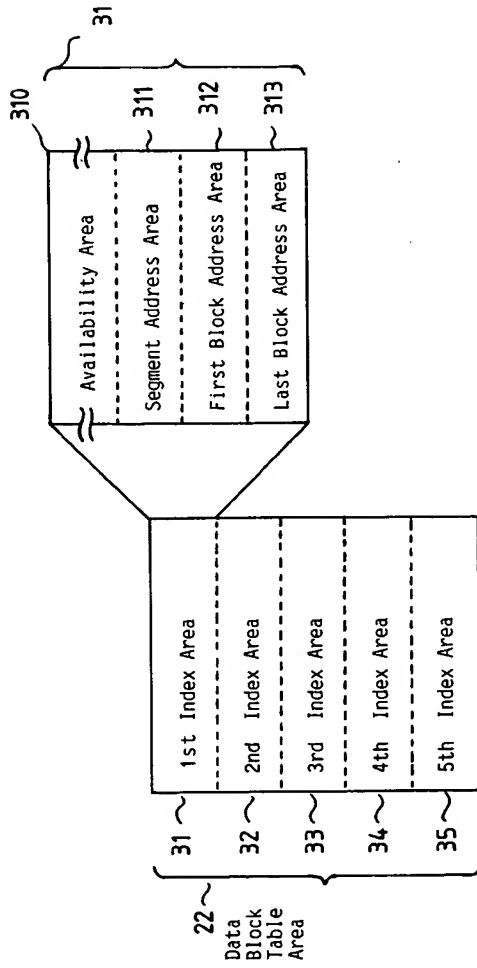 310
31
Availability Area
Segment Address Area
311
First Block Address Area
312
Last Block Address Area
313
22
Data
Block
Table
Area
31
1st Index Area
32
2nd Index Area
33
3rd Index Area
34
4th Index Area
35
5th Index Area